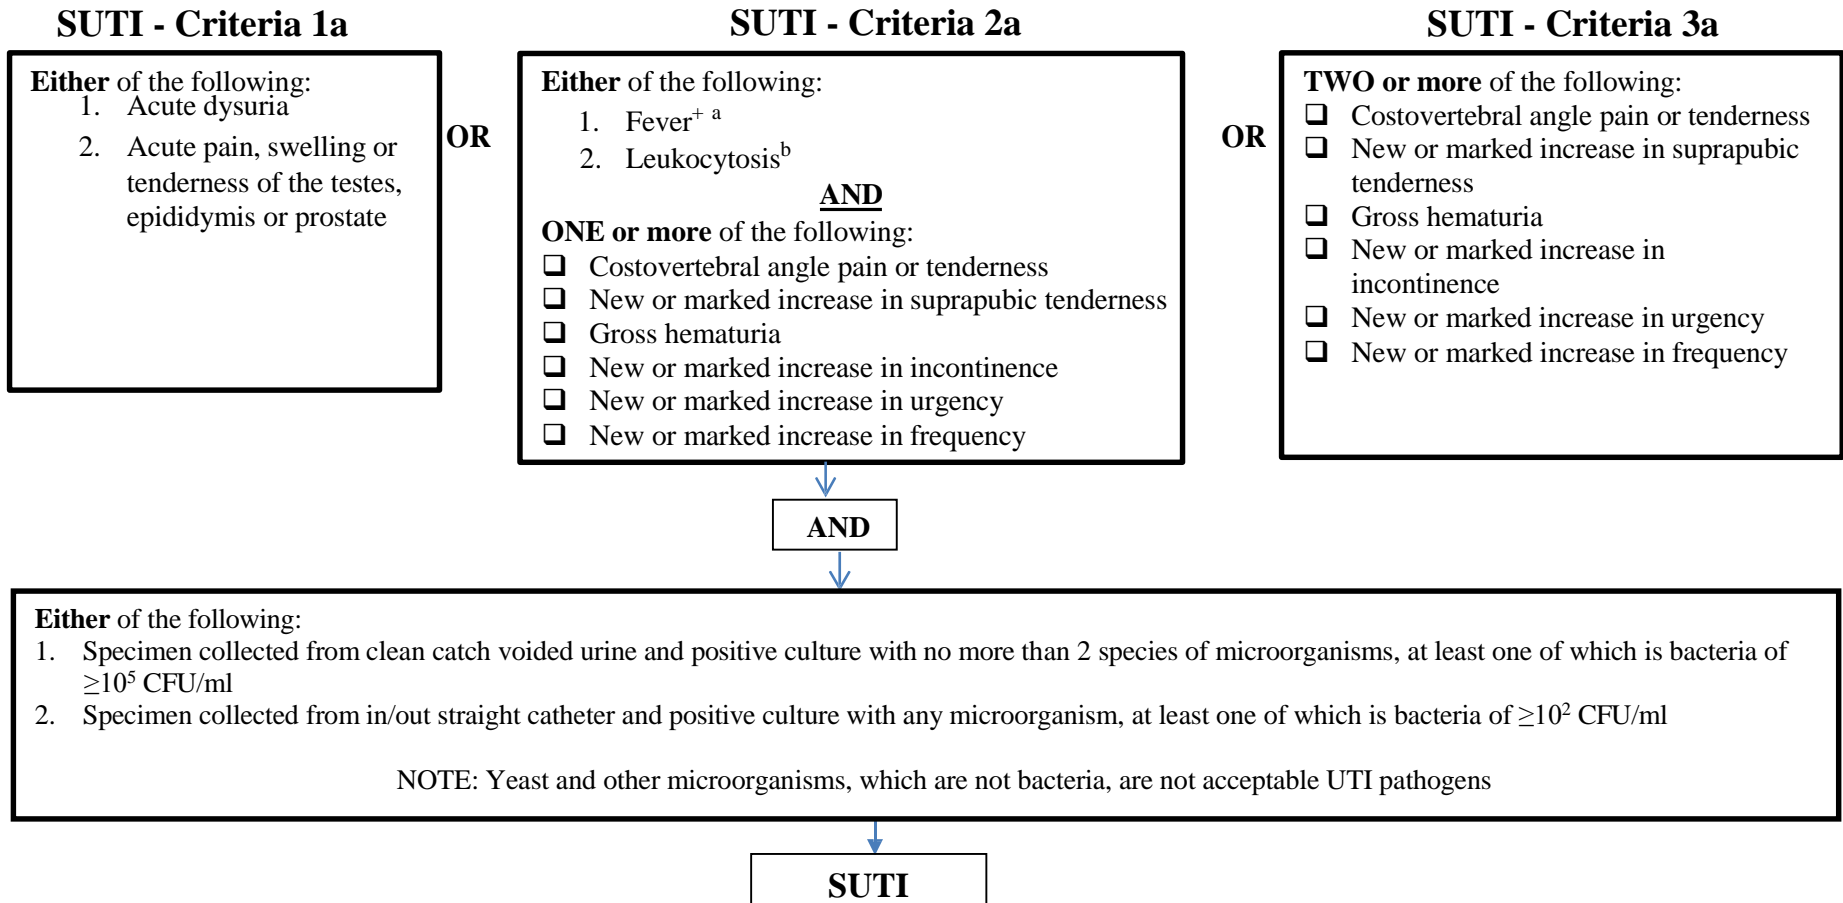 SUTI - Criteria 1a
Either of the following:
1. Acute dysuria
2. Acute pain, swelling or
tenderness of the testes,
epididymis or prostate
OR
SUTI - Criteria 2a
Either of the following:
1. Fever⁺ ᵃ
2. Leukocytosisᵇ
AND
ONE or more of the following:
❑ Costovertebral angle pain or tenderness
❑ New or marked increase in suprapubic tenderness
❑ Gross hematuria
❑ New or marked increase in incontinence
❑ New or marked increase in urgency
❑ New or marked increase in frequency
OR
SUTI - Criteria 3a
TWO or more of the following:
❑ Costovertebral angle pain or tenderness
❑ New or marked increase in suprapubic
tenderness
❑ Gross hematuria
❑ New or marked increase in
incontinence
❑ New or marked increase in urgency
❑ New or marked increase in frequency
AND
Either of the following:
1. Specimen collected from clean catch voided urine and positive culture with no more than 2 species of microorganisms, at least one of which is bacteria of
≥10⁵ CFU/ml
2. Specimen collected from in/out straight catheter and positive culture with any microorganism, at least one of which is bacteria of ≥10² CFU/ml
NOTE: Yeast and other microorganisms, which are not bacteria, are not acceptable UTI pathogens
SUTI